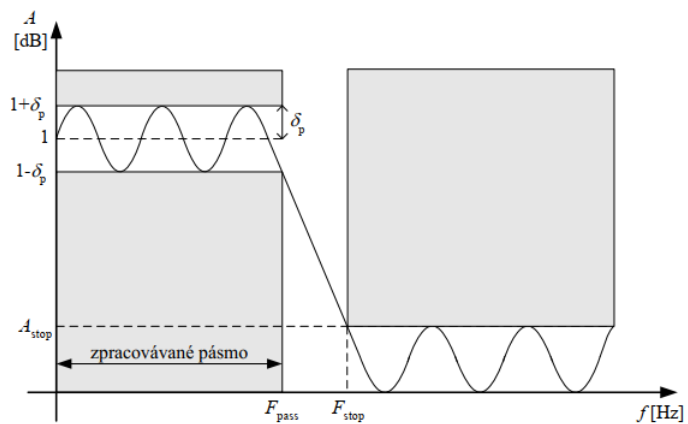 A
[dB]
1+δp
δp
1
1-δp
Astop
zpracovávané pásmo
Fpass
Fstop
f [Hz]